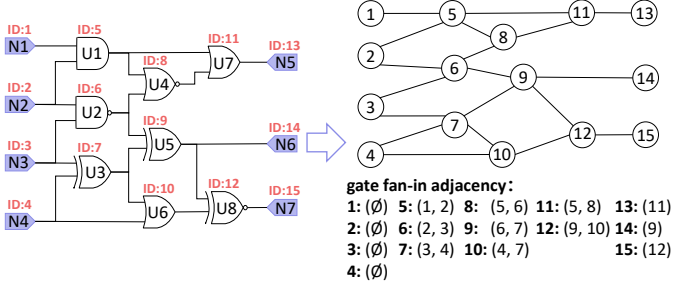 ID:1 N1
ID:2 N2
ID:3 N3
ID:4 N4
ID:5 U1
ID:6 U2
ID:7 U3
ID:8 U4
ID:9 U5
ID:10 U6
ID:11 U7
ID:12 U8
ID:13 N5
ID:14 N6
ID:15 N7
1 5 11 13
8
2
6
9 14
3
7
12 15
4 10
gate fan-in adjacency:
1: (Ø) 5: (1, 2) 8: (5, 6) 11: (5, 8) 13: (11)
2: (Ø) 6: (2, 3) 9: (6, 7) 12: (9, 10) 14: (9)
3: (Ø) 7: (3, 4) 10: (4, 7) 15: (12)
4: (Ø)